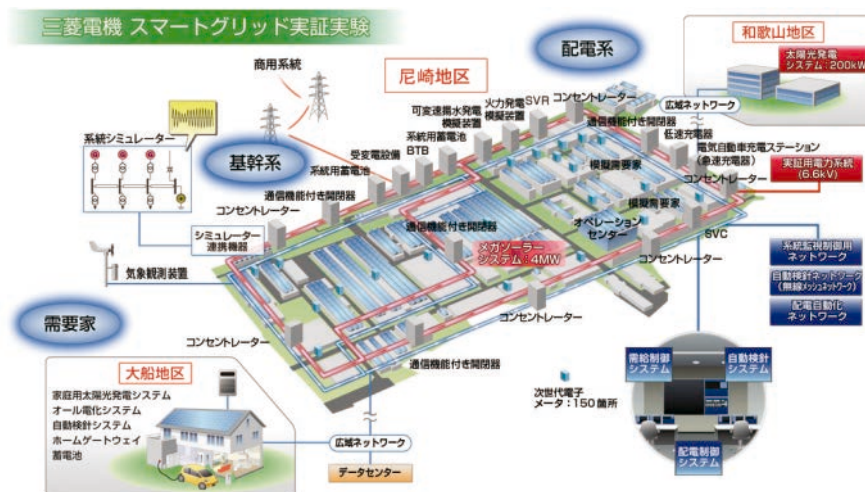 三菱電機 スマートグリッド実証実験
配電系
和歌山地区
太陽光発電
システム：200kW
商用系統
尼崎地区
広域ネットワーク
系統シミュレーター
基幹系
受変電設備
系統用蓄電池
可変速揚水発電
模擬装置
系統用蓄電池
BTB
火力発電
模擬装置
SVR
コンセントレーター
通信機能付き開閉器
低速充電器
電気自動車充電ステーション
(急速充電器)
コンセントレーター
実証用電力系統
(6.6kV)
模擬需要家
模擬需要家
オペレーション
センター
通信機能付き開閉器
コンセントレーター
シミュレーター
連携機器
通信機能付き開閉器
メガソーラー
システム：4MW
SVC
コンセントレーター
系統監視制御用
ネットワーク
自動検針ネットワーク
(無線メッシュネットワーク)
配電自動化
ネットワーク
気象観測装置
需要家
コンセントレーター
コンセントレーター
通信機能付き開閉器
大船地区
家庭用太陽光発電システム
オール電化システム
自動検針システム
ホームゲートウェイ
蓄電池
広域ネットワーク
データセンター
次世代電子
メータ：150箇所
需給制御
システム
自動検針
システム
配電制御
システム